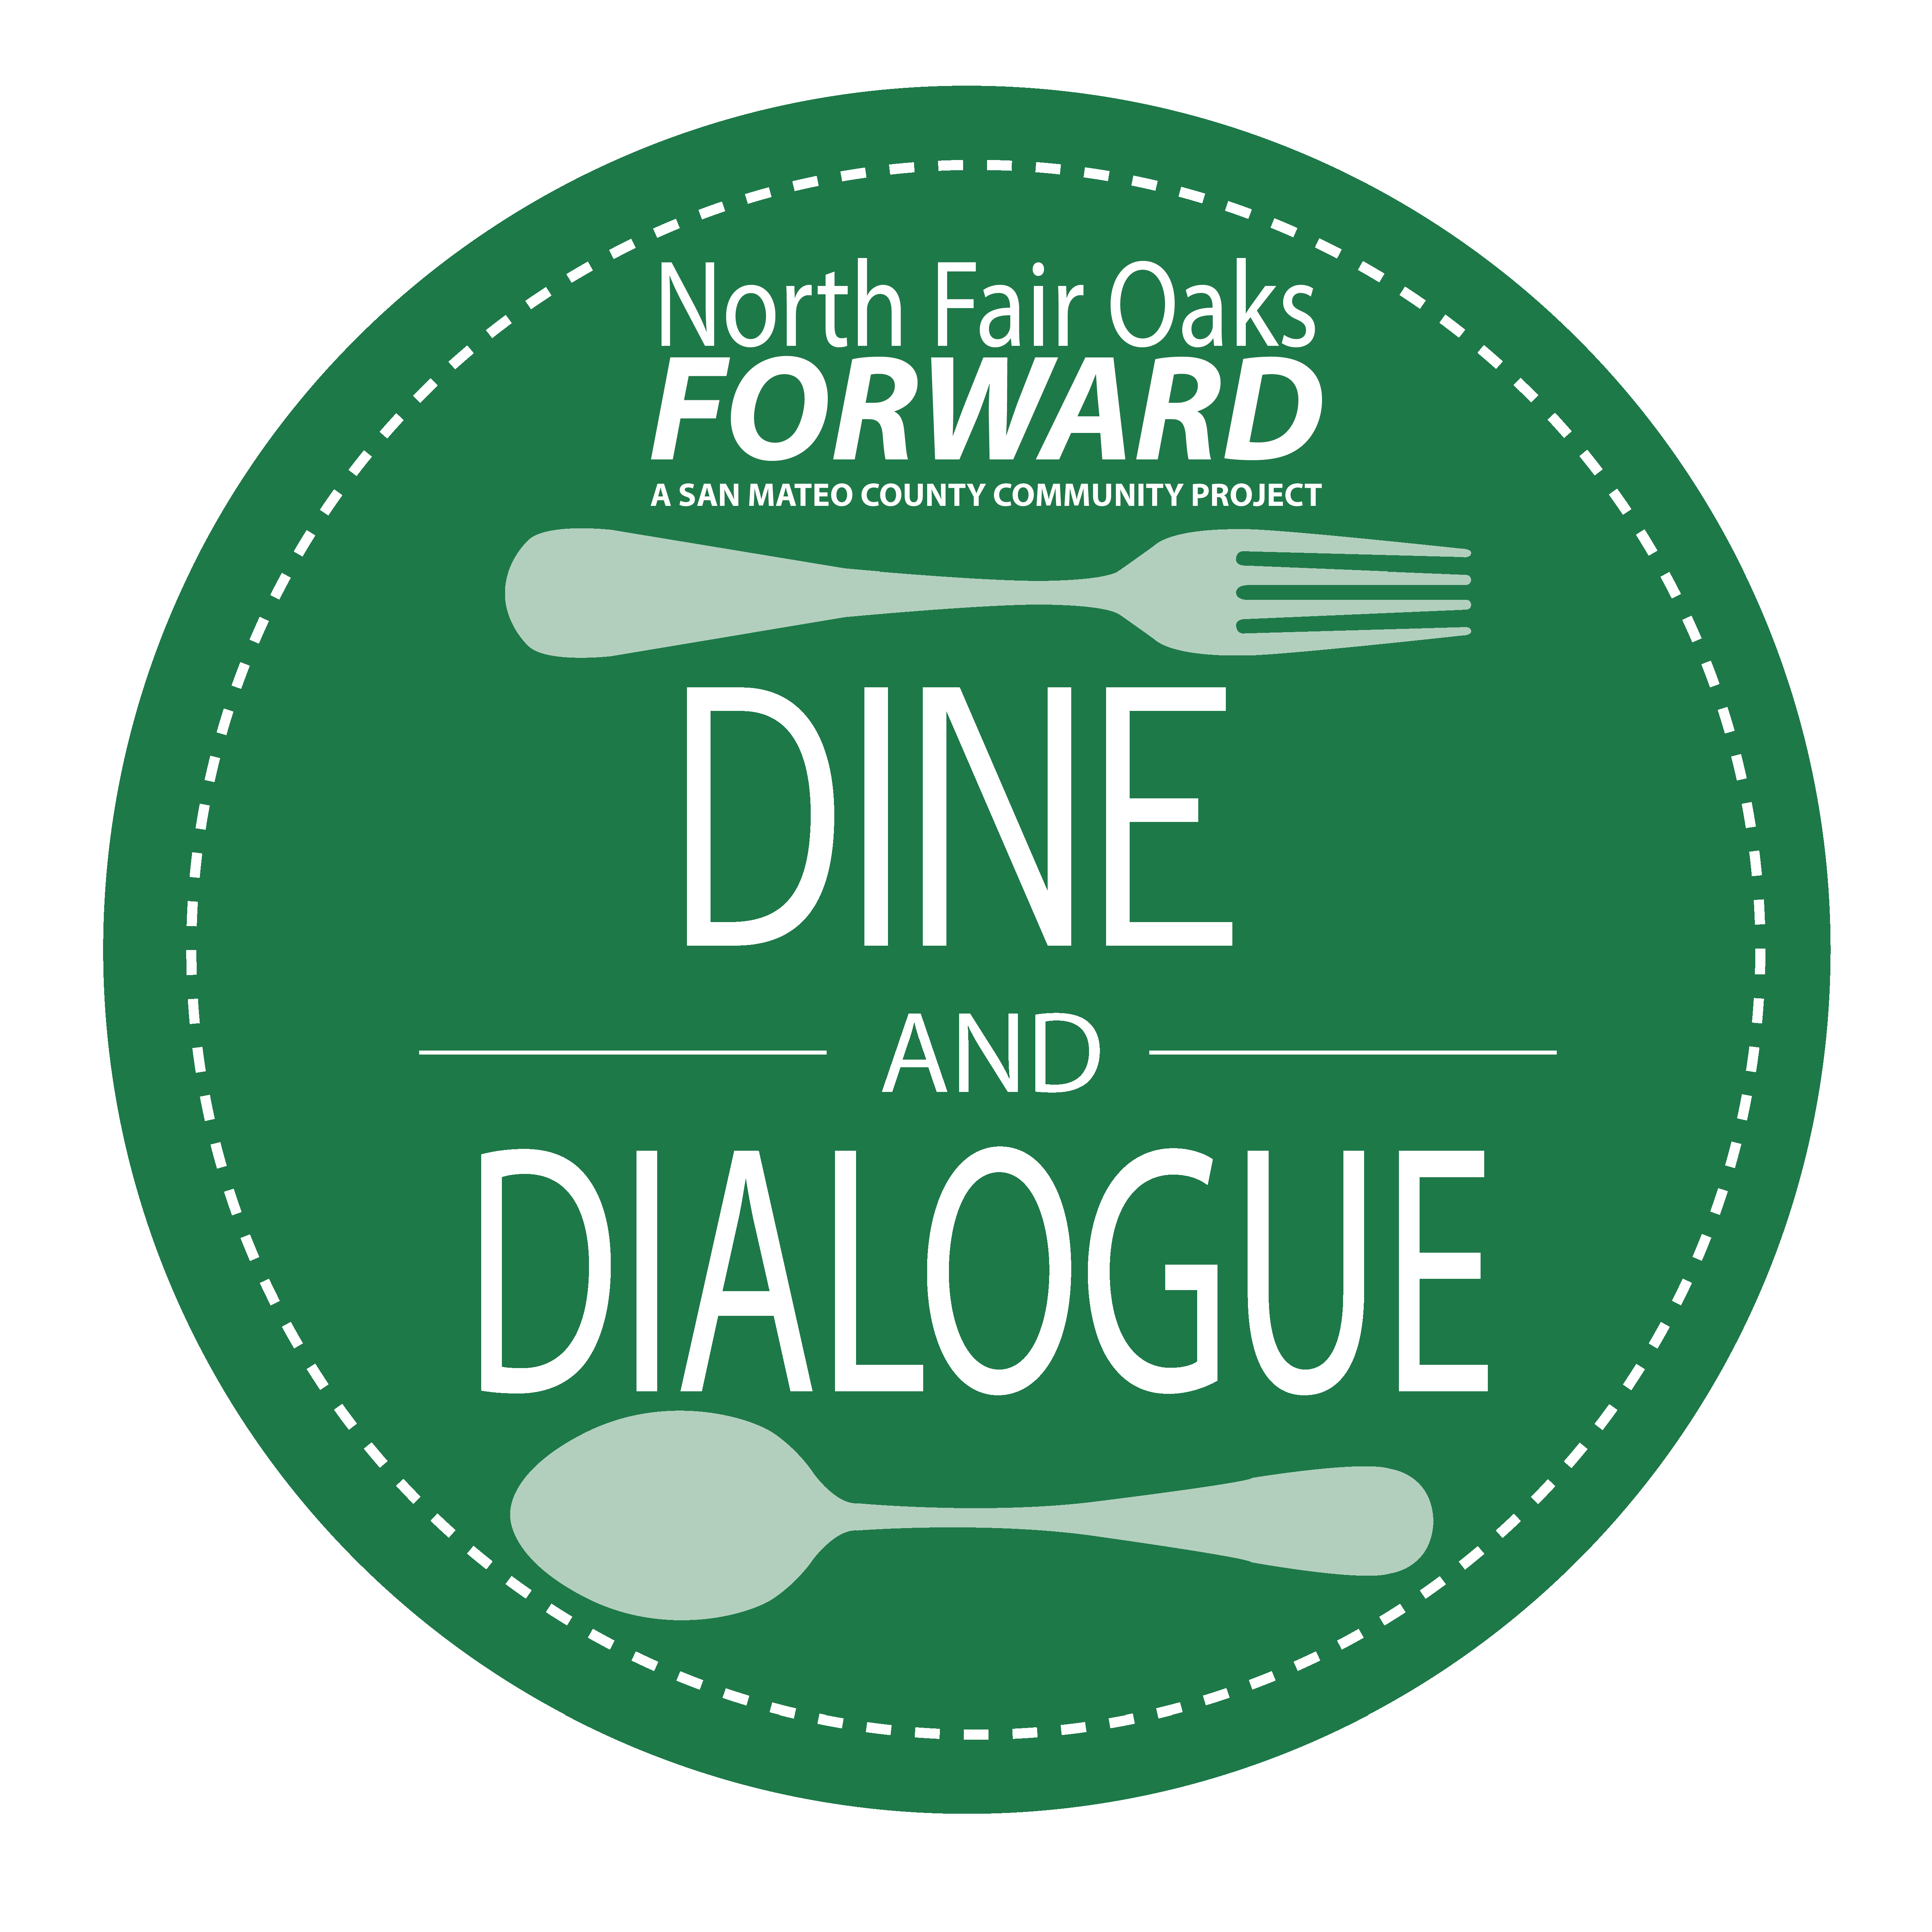 North Fair Oaks
FORWARD
A SAN MATEO COUNTY COMMUNITY PROJECT
DINE
AND
DIALOGUE